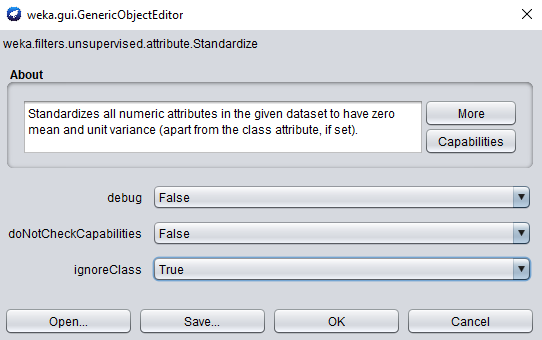 weka.gui.GenericObjectEditor
weka.filters.unsupervised.attribute.Standardize
About
Standardizes all numeric attributes in the given dataset to have zero
mean and unit variance (apart from the class attribute, if set).
More
Capabilities
debug False
doNotCheckCapabilities False
ignoreClass True
Open... Save... OK Cancel